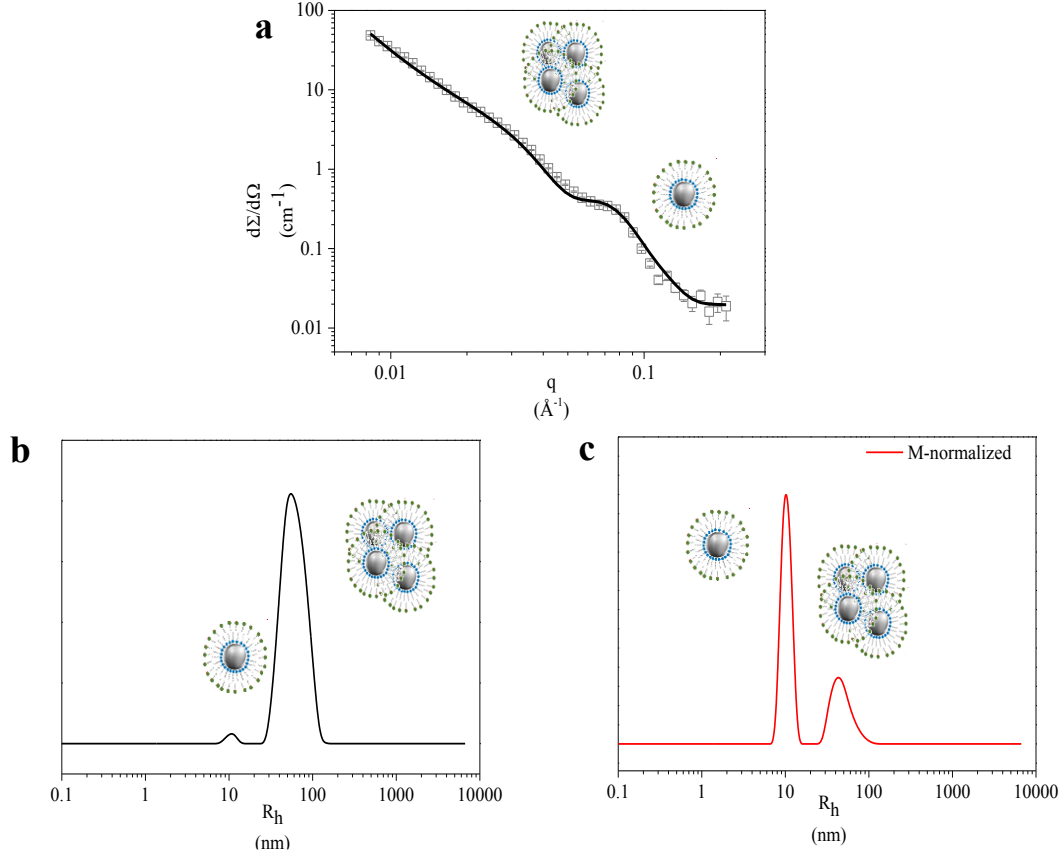 a
100
10
1
0.1
0.01
dΣ/dΩ
(cm-1)
0.01 0.1
q
(Å-1)
b
0.1 1 10 100 1000 10000
Rh
(nm)
c
M-normalized
0.1 1 10 100 1000 10000
Rh
(nm)